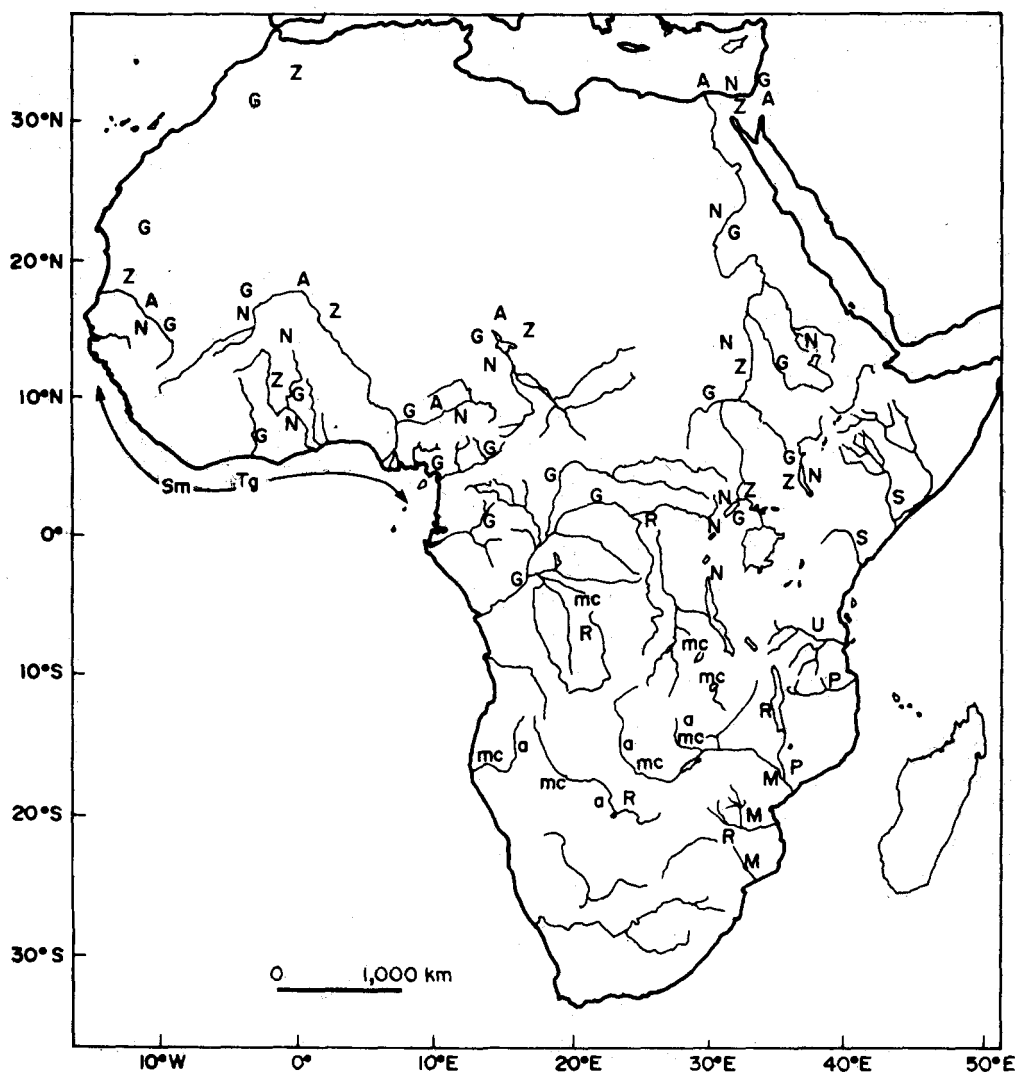 Z
A N G
G Z A
30°N
N
G G
20°N
Z G A
A N G N Z A Z
N G N N
Z N G Z
10°N Z G G A N G
G N G G N
Sm Tg G Z N
G N Z S
G R N G
0° G S
G N
mc
R mc U
10°S mc P
R
a
a a mc
mc mc P
mc M
20°S a R M
R
M
30°S
0 1,000 km
10°W 0° 10°E 20°E 30°E 40°E 50°E